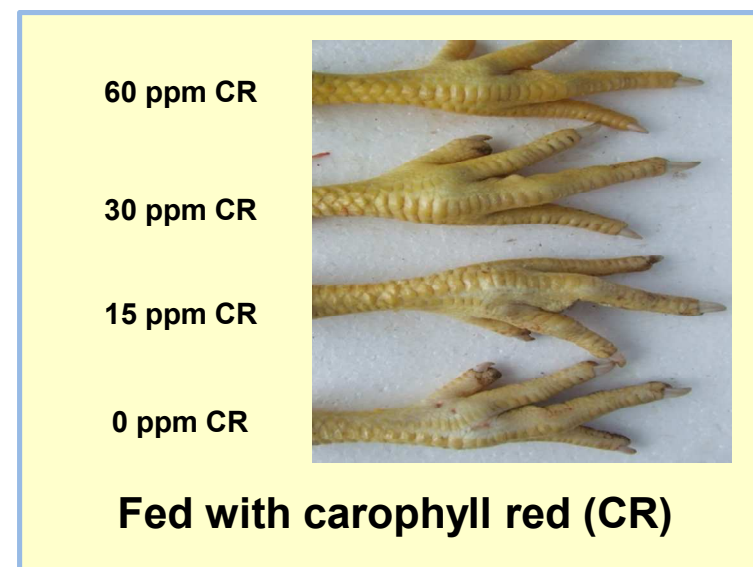 60 ppm CR
30 ppm CR
15 ppm CR
0 ppm CR
Fed with carophyll red (CR)